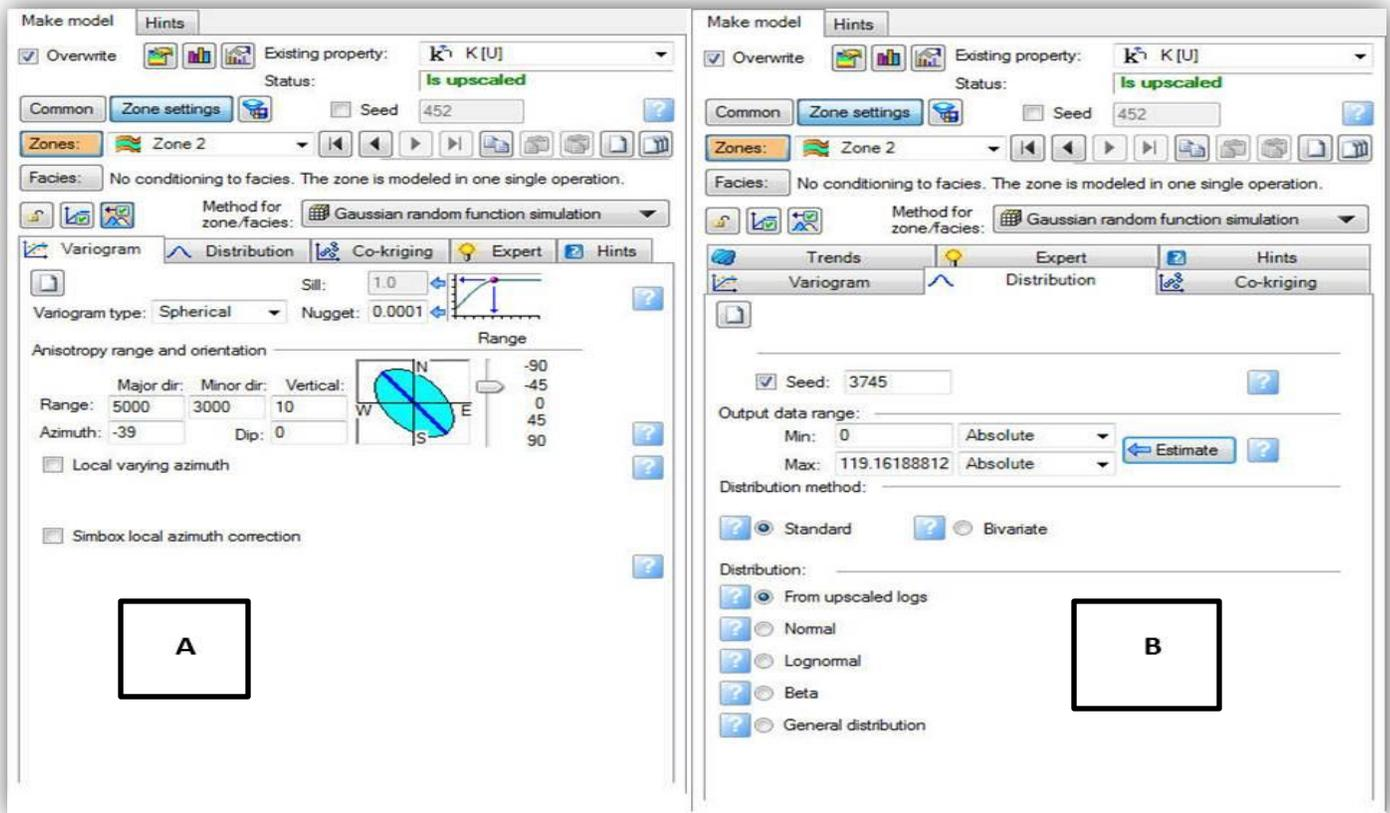 Make model Hints
Overwrite Existing property: K [U]
Status: Is upscaled
Common Zone settings Seed 452 ?
Zones: Zone 2
Facies: No conditioning to facies. The zone is modeled in one single operation.
Method for
zone/facies: Gaussian random function simulation
Variogram Distribution Co-kriging Expert ? Hints
Sill: 1.0 ?
Variogram type: Spherical Nugget: 0.0001
Range
Anisotropy range and orientation
N -90
Major dir: Minor dir: Vertical: -45
Range: 5000 3000 10 W E 0
45
Azimuth: -39 Dip: 0 S 90 ?
Local varying azimuth ?
Simbox local azimuth correction
?
A
Make model Hints
Overwrite Existing property: K [U]
Status: Is upscaled
Common Zone settings Seed 452 ?
Zones: Zone 2
Facies: No conditioning to facies. The zone is modeled in one single operation.
Method for
zone/facies: Gaussian random function simulation
Trends Expert ? Hints
Variogram Distribution Co-kriging
Seed: 3745 ?
Output data range:
Min: 0 Absolute
Estimate ?
Max: 119.16188812 Absolute
Distribution method:
? Standard ? Bivariate
Distribution:
? From upscaled logs
? Normal
? Lognormal
? Beta
? General distribution
B